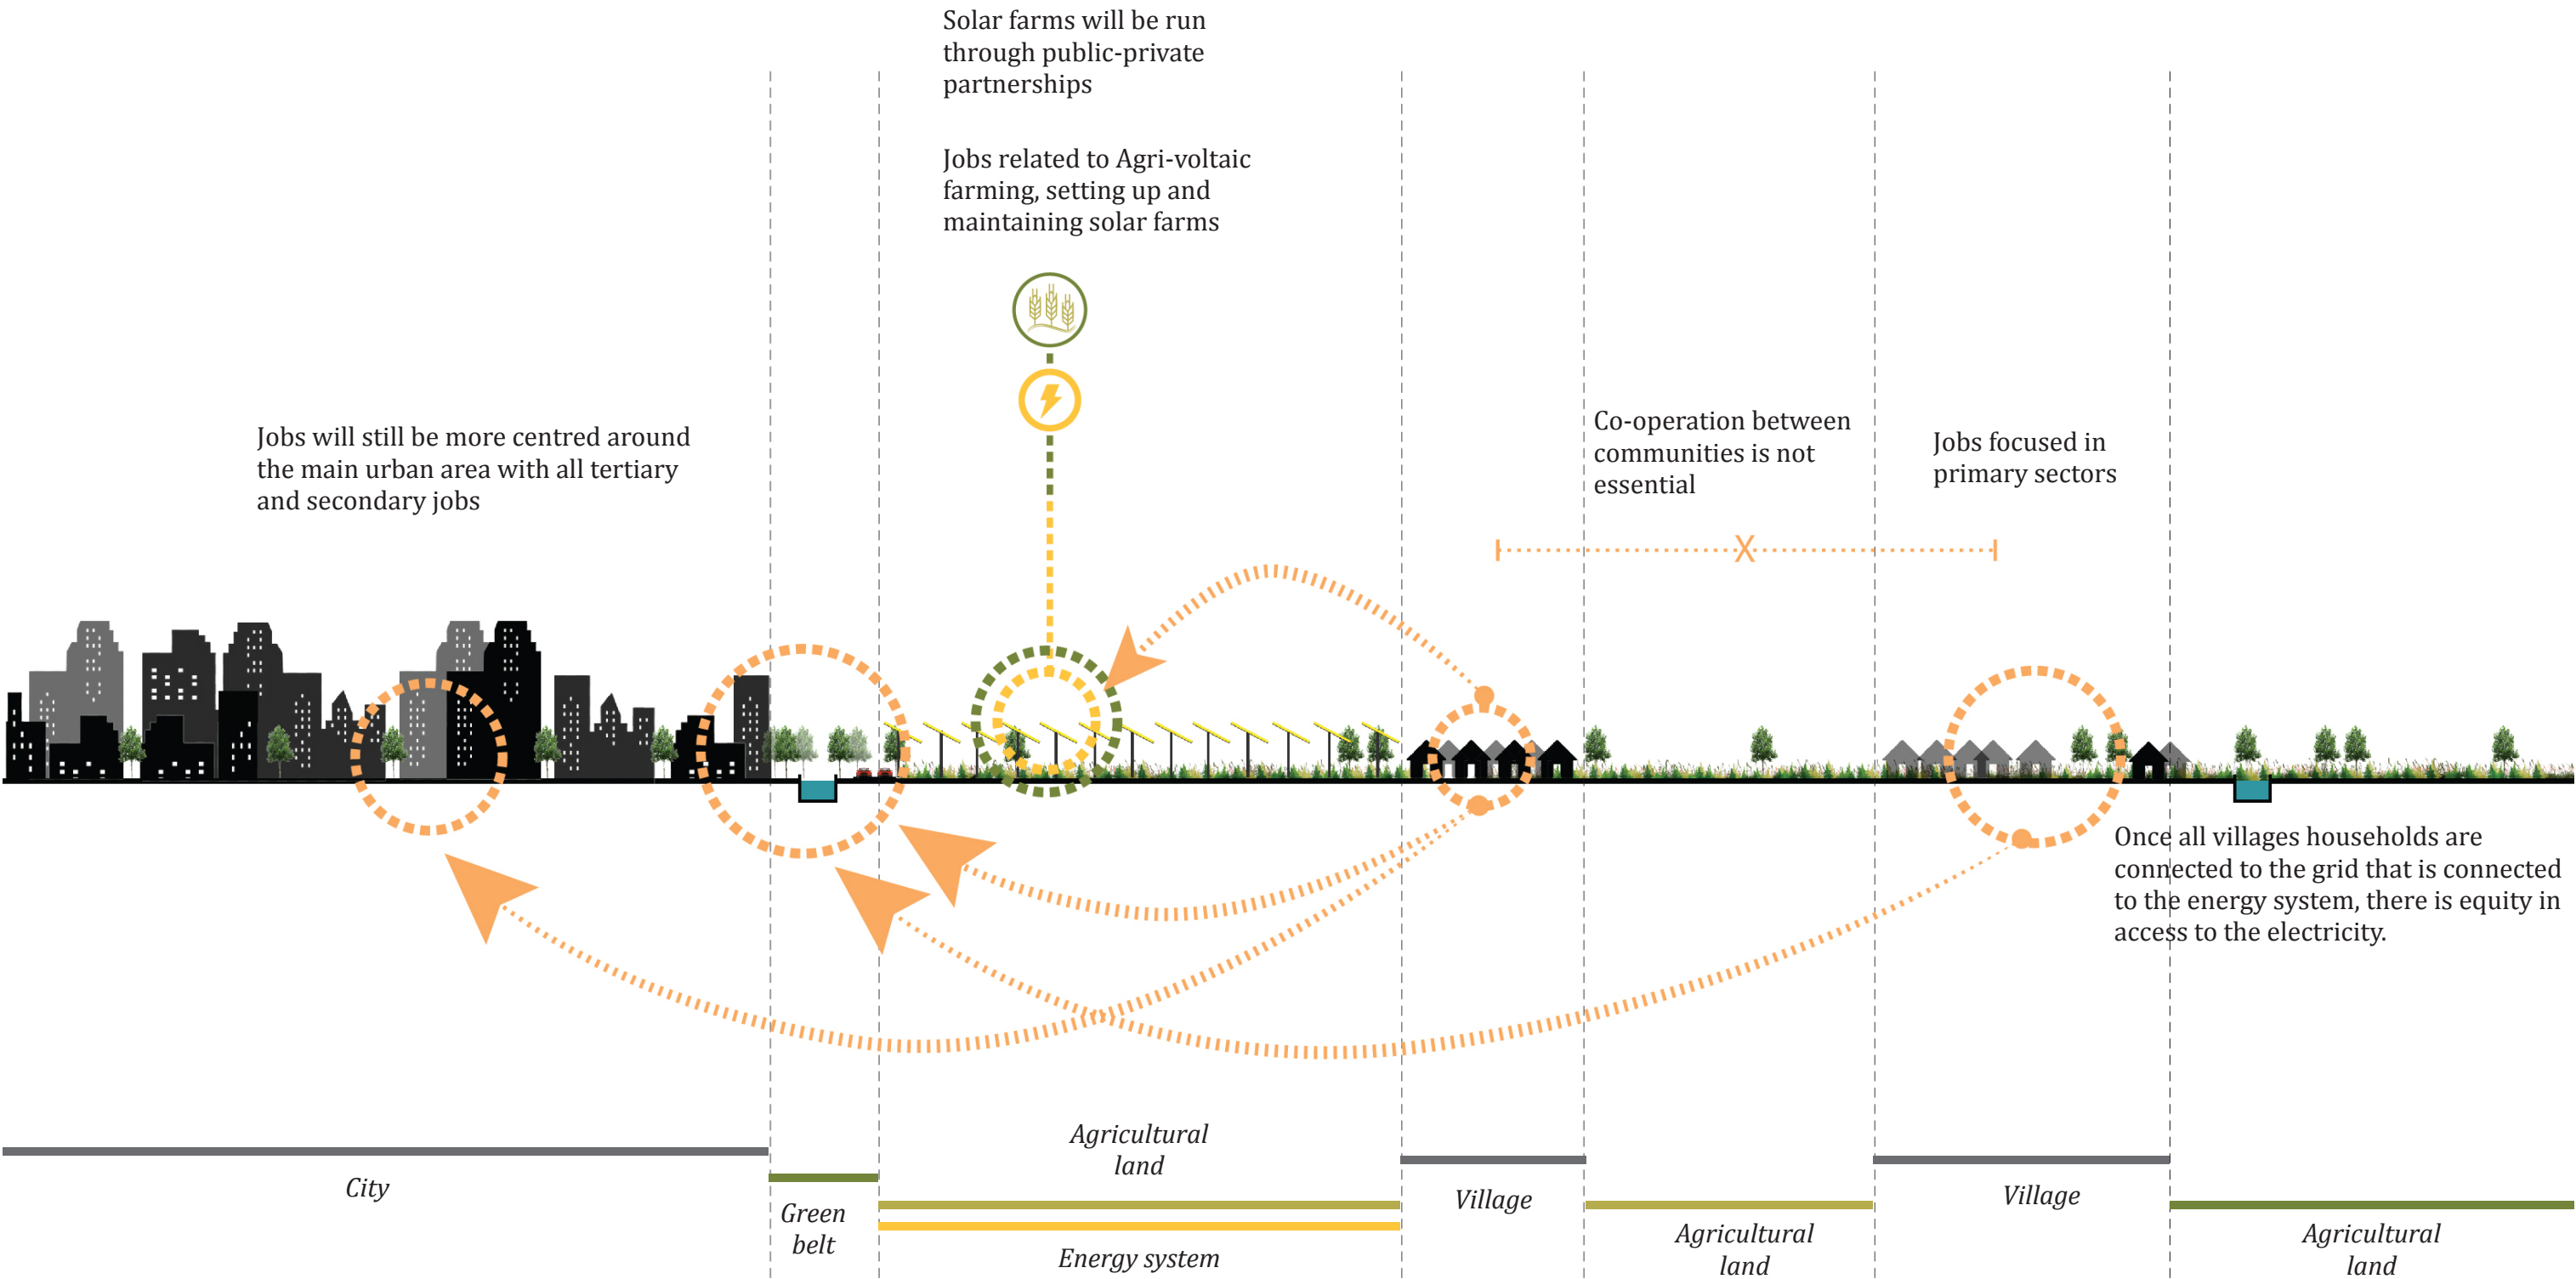 Solar farms will be run
through public-private
partnerships
Jobs related to Agri-voltaic
farming, setting up and
maintaining solar farms
Jobs will still be more centred around
the main urban area with all tertiary
and secondary jobs
Co-operation between
communities is not
essential
Jobs focused in
primary sectors
X
Once all villages households are
connected to the grid that is connected
to the energy system, there is equity in
access to the electricity.
City
Green
belt
Agricultural
land
Energy system
Village
Agricultural
land
Village
Agricultural
land